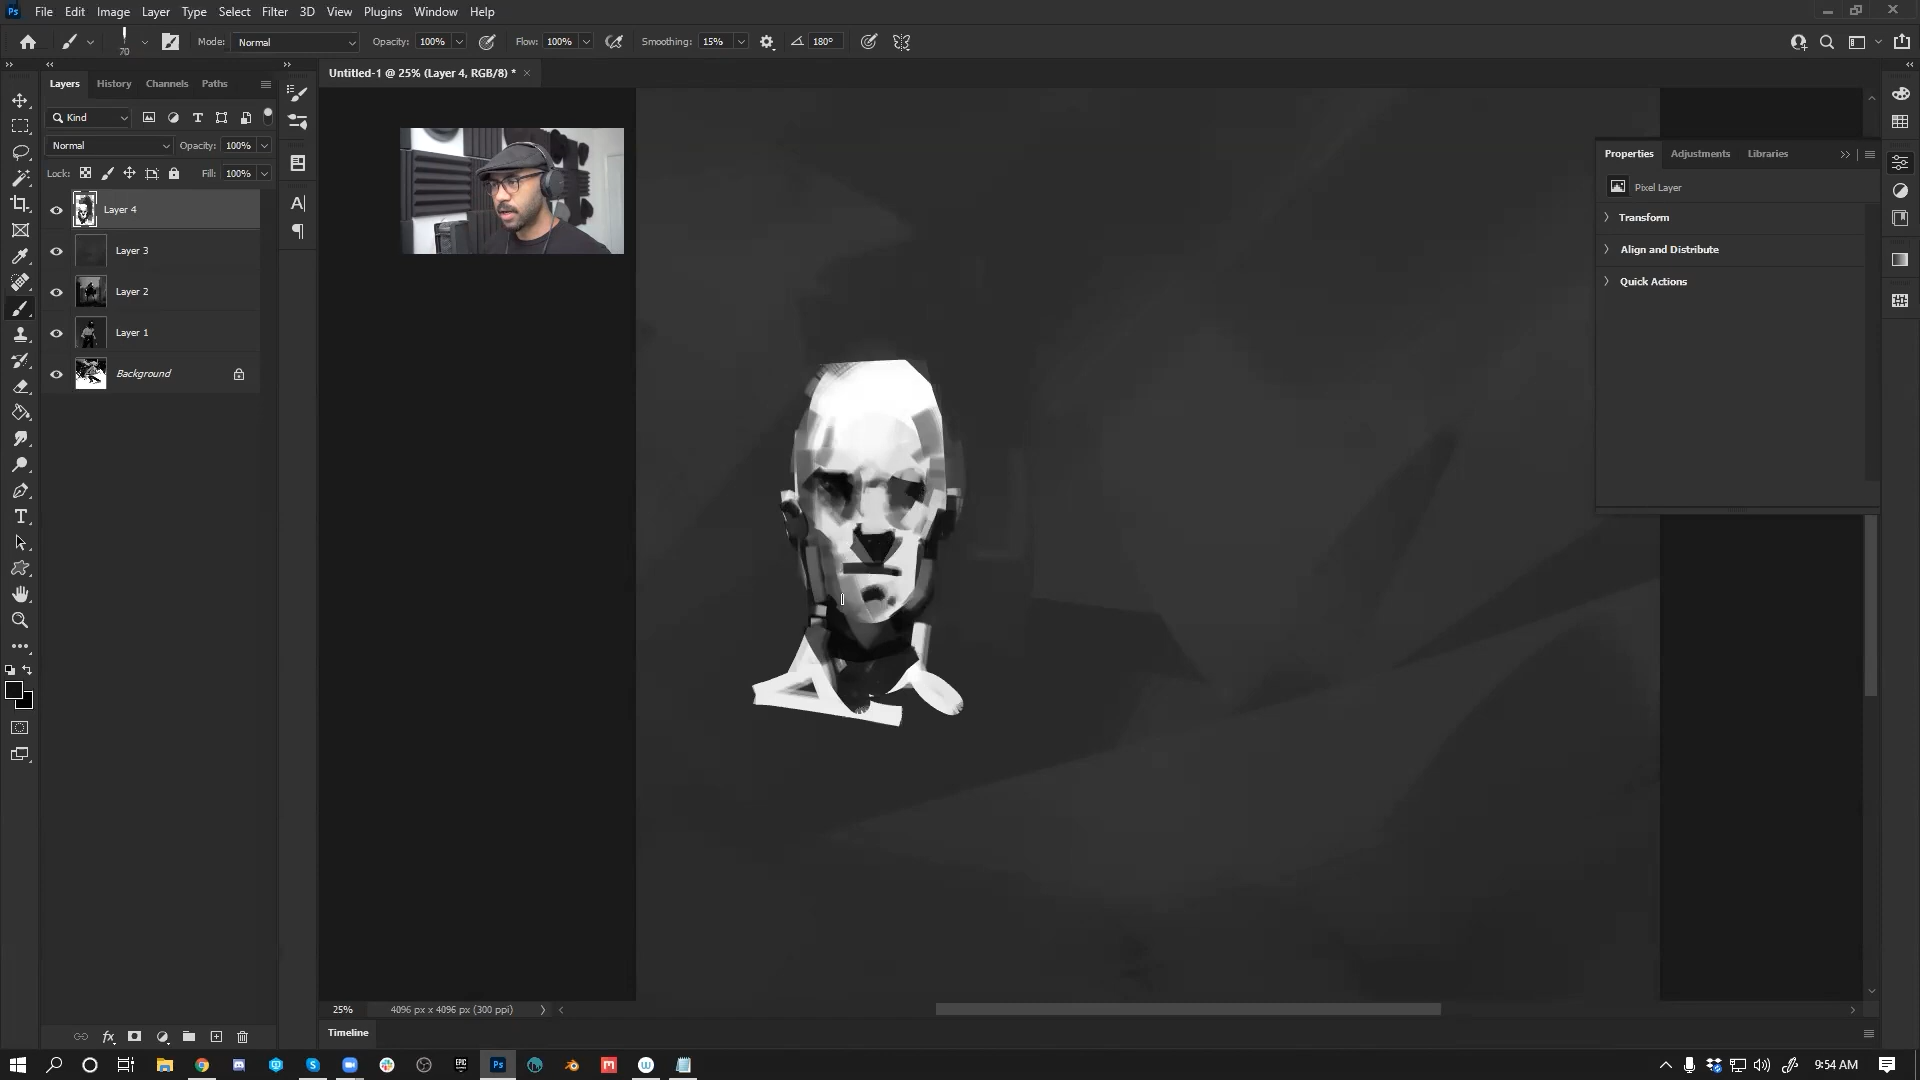 Ps File Edit Image Layer Type Select Filter 3D View Plugins Window Help
70 Mode: Normal Opacity: 100% Flow: 100% Smoothing: 15% 180°
Layers History Channels Paths
Untitled-1 @ 25% (Layer 4, RGB/8) *
Kind
Normal Opacity: 100%
Lock: Fill: 100%
Layer 4
Layer 3
Layer 2
Layer 1
Background
Properties Adjustments Libraries
Pixel Layer
Transform
Align and Distribute
Quick Actions
25% 4096 px x 4096 px (300 ppi)
Timeline
9:54 AM